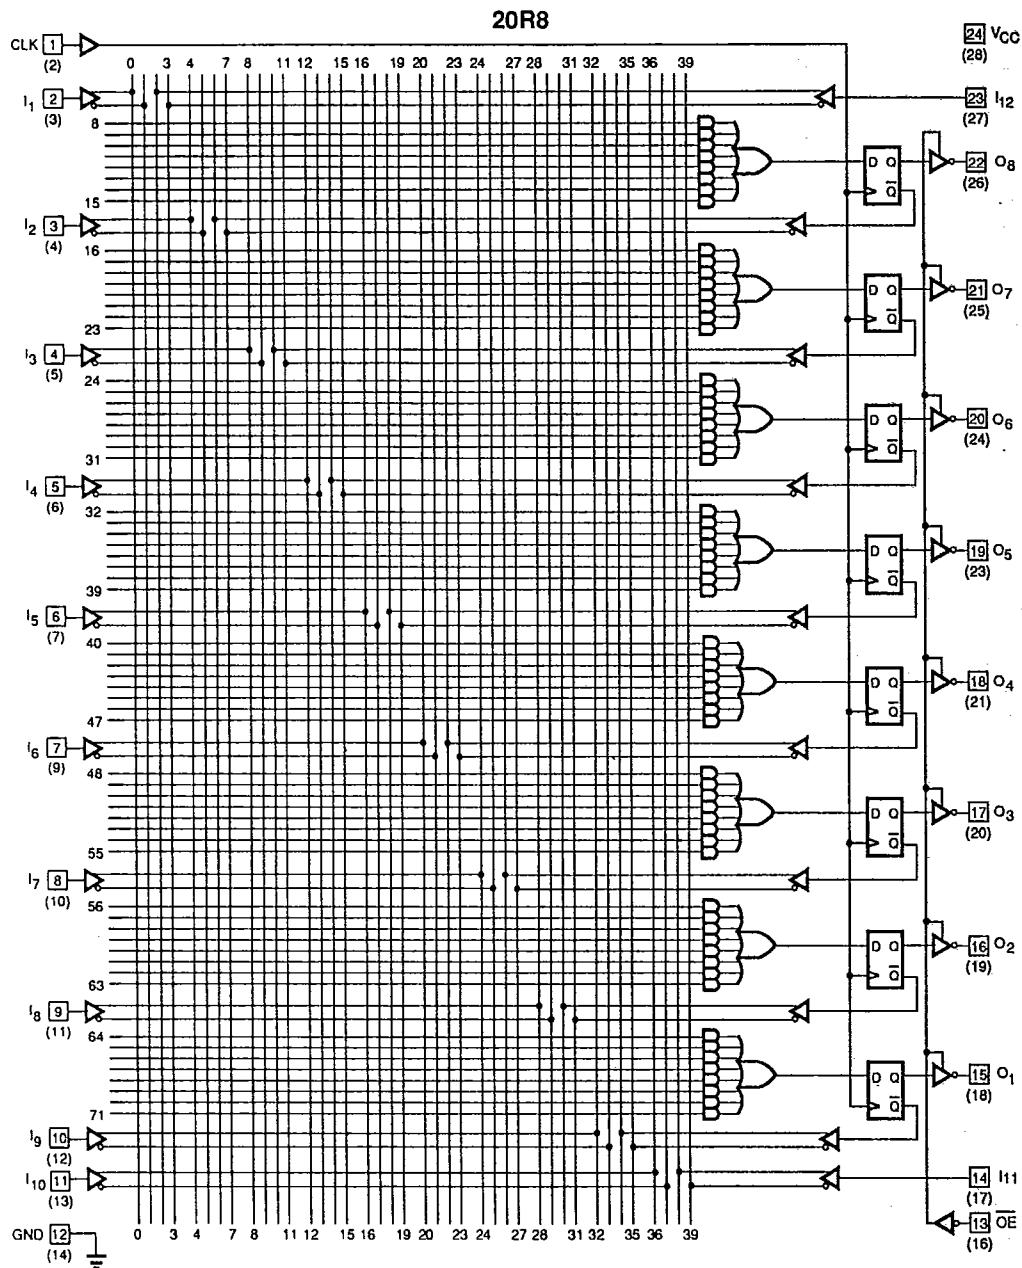 20R8
CLK 1 (2)
24 VCC (28)
0 3 4 7 8 11 12 15 16 19 20 23 24 27 28 31 32 35 36 39
I1 2 (3)
23 I12 (27)
8
D Q Q̅
22 O8 (26)
15
I2 3 (4)
16
D Q Q̅
21 O7 (25)
23
I3 4 (5)
24
D Q Q̅
20 O6 (24)
31
I4 5 (6)
32
D Q Q̅
19 O5 (23)
39
I5 6 (7)
40
D Q Q̅
18 O4 (21)
47
I6 7 (9)
48
D Q Q̅
17 O3 (20)
55
I7 8 (10)
56
D Q Q̅
16 O2 (19)
63
I8 9 (11)
64
D Q Q̅
15 O1 (18)
71
I9 10 (12)
I10 11 (13)
14 I11 (17)
GND 12 (14)
0 3 4 7 8 11 12 15 16 19 20 23 24 27 28 31 32 35 36 39
13 O̅E̅ (16)